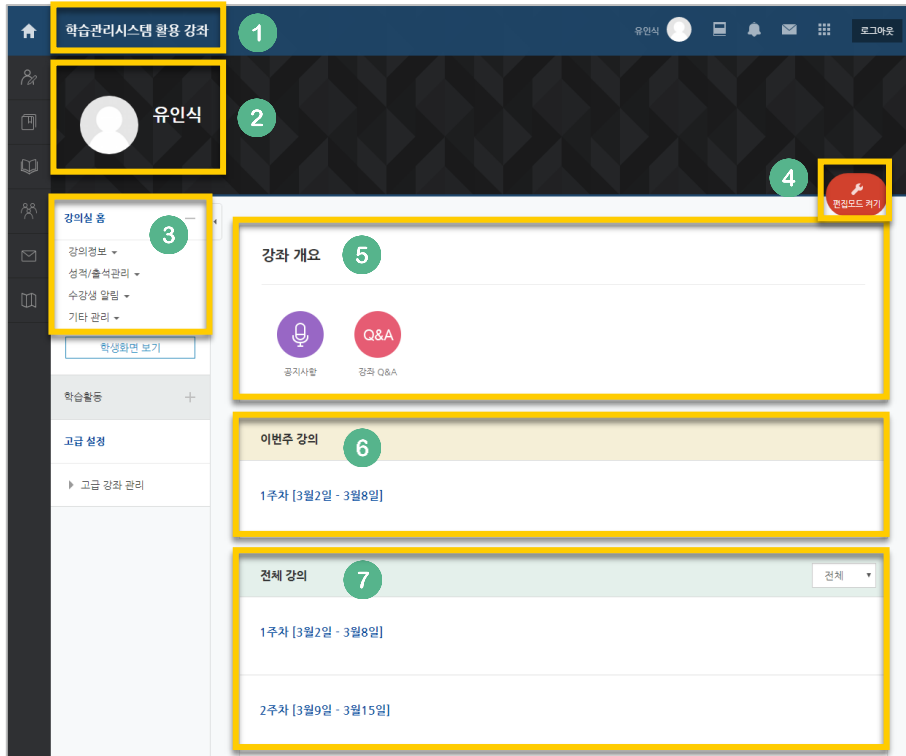 학습관리시스템 활용 강좌
1
유인식
로그아웃
유인식
2
4
편집모드 켜기
강의실 홈
3
강의정보
성적/출석관리
수강생 알림
기타 관리
학생화면 보기
학습활동
고급 설정
고급 강좌 관리
강좌 개요
5
Q&A
공지사항
강좌 Q&A
이번주 강의
6
1주차 [3월2일 - 3월8일]
전체 강의
7
전체
1주차 [3월2일 - 3월8일]
2주차 [3월9일 - 3월15일]